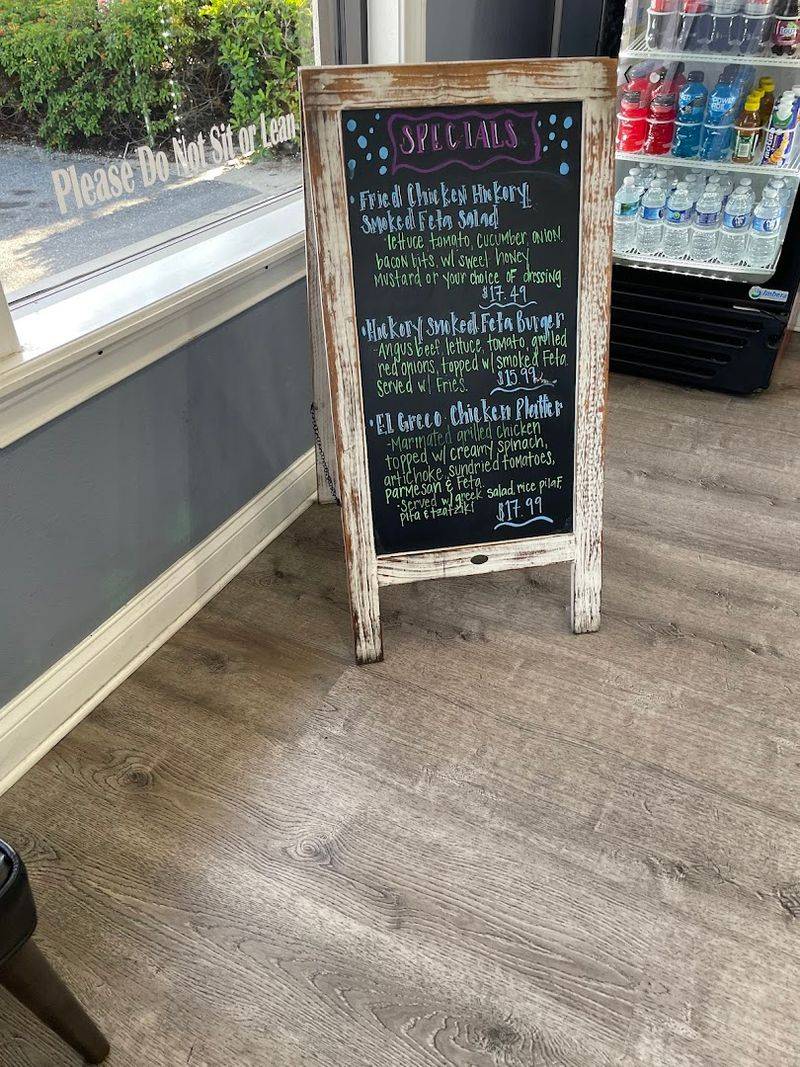 Please Do Not Sit or Lean
SPECIALS
• Fried Chicken Hickory
Smoked Feta Salad
- lettuce tomato, cucumber, onion,
bacon bits, w/ sweet honey
mustard or your choice of dressing
$17.49
• Hickory Smoked Feta Burger
- Angus beef, lettuce, tomato, grilled
red onions, topped w/ smoked Feta.
served w/ Fries.
$15.99
• El Greco Chicken Platter
- Marinated grilled chicken
topped w/ creamy spinach,
artichoke, sundried tomatoes,
parmesan & feta.
- Served w/ greek salad, rice pilaf,
pita & tzatziki
$17.99